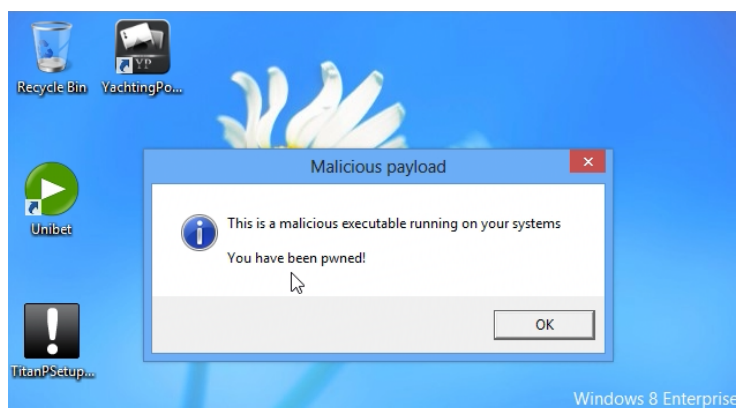 Recycle Bin
YachtingPo...
YP
Malicious payload
Unibet
This is a malicious executable running on your systems
You have been pwned!
OK
TitanPSetup...
Windows 8 Enterprise